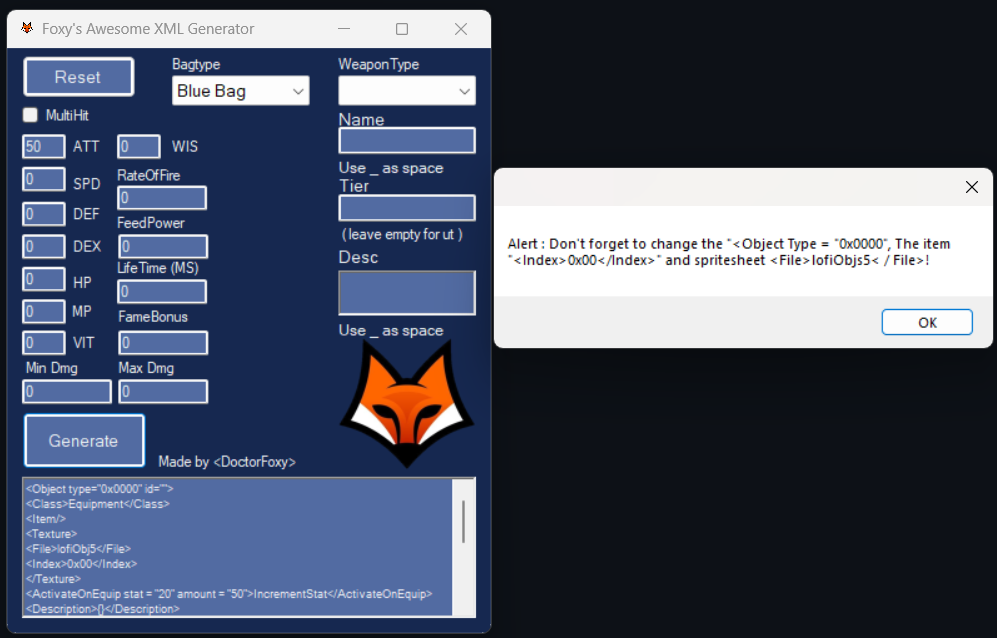 Foxy's Awesome XML Generator
Reset
Bagtype
Blue Bag
WeaponType
MultiHit
Name
50 ATT 0 WIS
Use _ as space
0 SPD RateOfFire
0
Tier
0 DEF FeedPower
(leave empty for ut )
0 DEX 0
Desc
0 HP LifeTime (MS)
0
0 MP FameBonus
0 VIT 0
Use _ as space
Min Dmg Max Dmg
0 0
Generate
Made by <DoctorFoxy>
<Object type="0x0000" id="">
<Class>Equipment</Class>
<Item/>
<Texture>
<File>lofiObj5</File>
<Index>0x00</Index>
</Texture>
<ActivateOnEquip stat = "20" amount = "50">IncrementStat</ActivateOnEquip>
<Description>{}</Description>
Alert : Don't forget to change the "<Object Type = "0x0000", The item
"<Index>0x00</Index>" and spritesheet <File>lofiObjs5< / File>!
OK